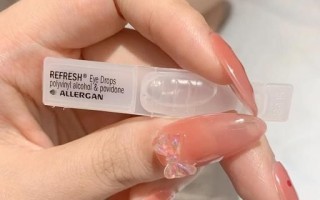 REFRESH® Eye Drops
polyvinyl alcohol & povidone
ALLERGAN